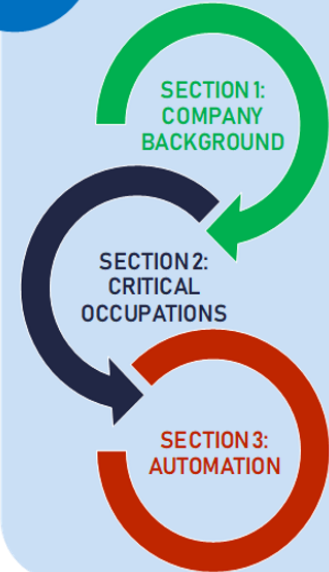 SECTION 1:
COMPANY
BACKGROUND
SECTION 2:
CRITICAL
OCCUPATIONS
SECTION 3:
AUTOMATION